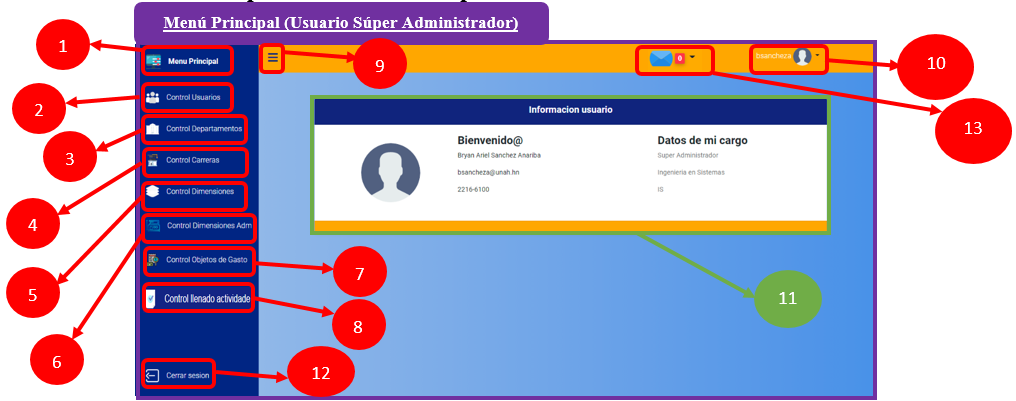 Menú Principal (Usuario Súper Administrador)
1
Menu Principal
9
0
bsancheza
10
2
Control Usuarios
13
3
Control Departamentos
4
Control Carreras
5
Control Dimensiones
6
Control Dimensiones Adm
Control Objetos de Gasto
7
Control llenado actividade
8
Cerrar sesion
12
Informacion usuario
Bienvenido@
Bryan Ariel Sanchez Anariba
bsancheza@unah.hn
2216-6100
Datos de mi cargo
Super Administrador
Ingenieria en Sistemas
IS
11